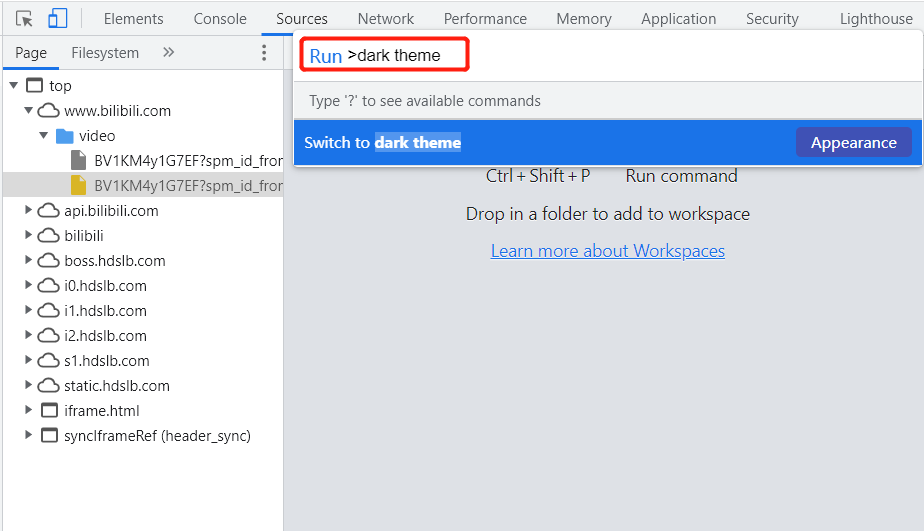 Elements Console Sources Network Performance Memory Application Security Lighthouse
Page Filesystem »
Run >dark theme
Type '?' to see available commands
Switch to dark theme Appearance
Ctrl + Shift + P Run command
Drop in a folder to add to workspace
Learn more about Workspaces
top
www.bilibili.com
video
BV1KM4y1G7EF?spm_id_fror
BV1KM4y1G7EF?spm_id_fror
api.bilibili.com
bilibili
boss.hdslb.com
i0.hdslb.com
i1.hdslb.com
i2.hdslb.com
s1.hdslb.com
static.hdslb.com
iframe.html
syncIframeRef (header_sync)